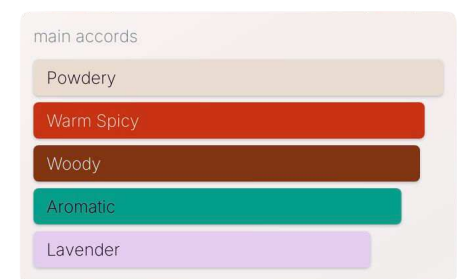 main accords
Powdery
Warm Spicy
Woody
Aromatic
Lavender